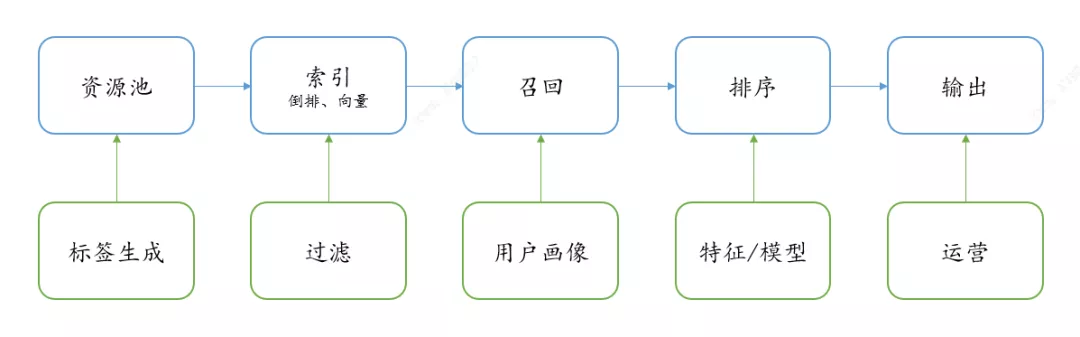 资源池
索引
倒排、向量
召回
排序
输出
标签生成
过滤
用户画像
特征/模型
运营